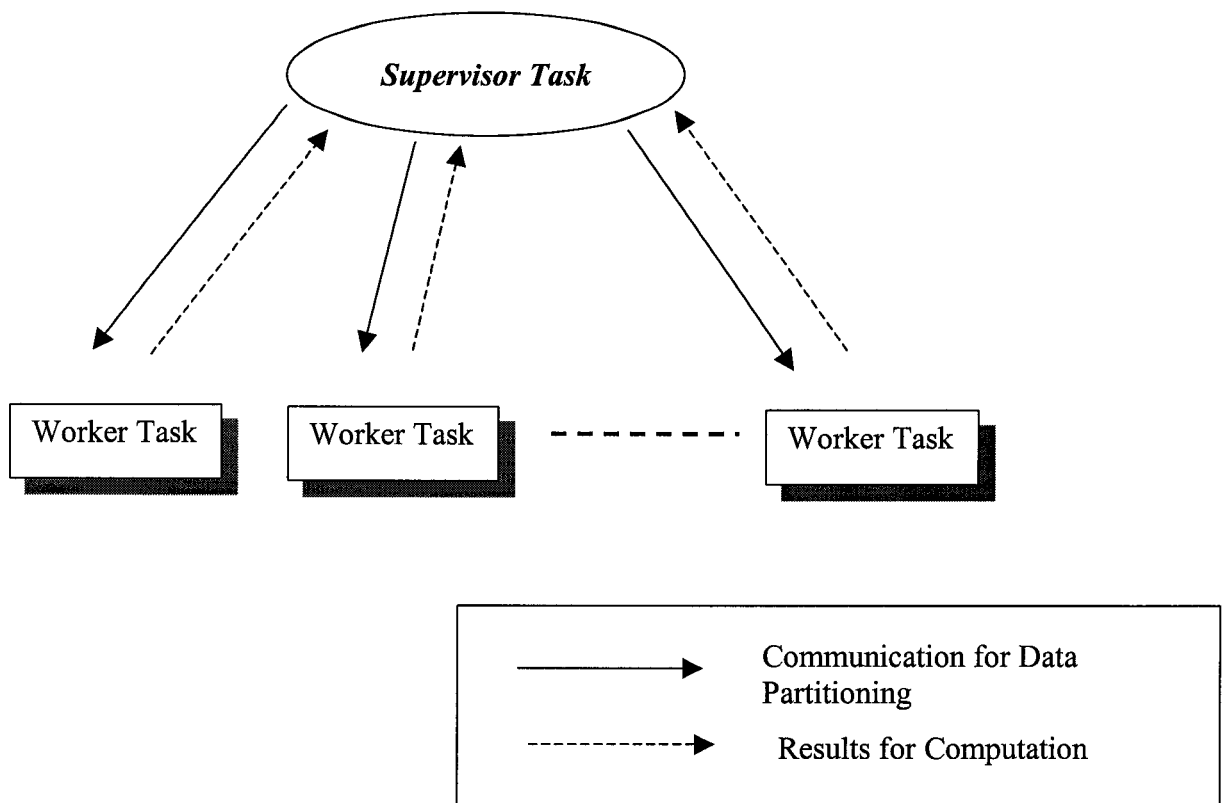 Supervisor Task
Worker Task
Worker Task
Worker Task
Communication for Data
Partitioning
Results for Computation